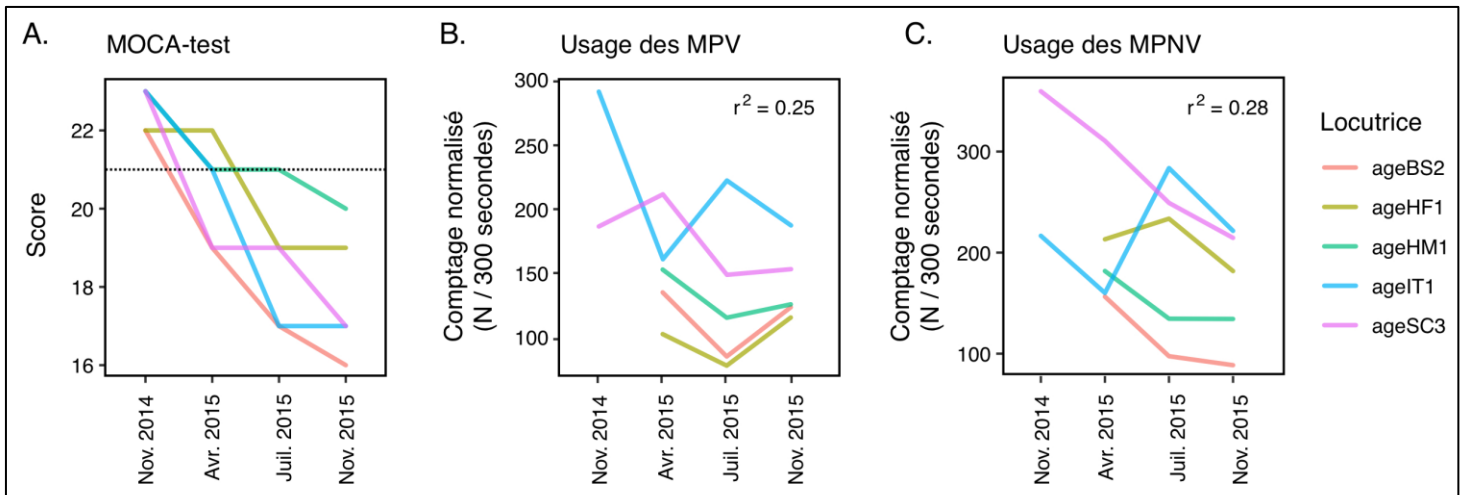 A.
MOCA-test
Score
22
20
18
16
Nov. 2014
Avr. 2015
Juil. 2015
Nov. 2015
B.
Usage des MPV
Comptage normalisé
(N / 300 secondes)
300
250
200
150
100
r² = 0.25
Nov. 2014
Avr. 2015
Juil. 2015
Nov. 2015
C.
Usage des MPNV
Comptage normalisé
(N / 300 secondes)
300
200
100
r² = 0.28
Nov. 2014
Avr. 2015
Juil. 2015
Nov. 2015
Locutrice
ageBS2
ageHF1
ageHM1
ageIT1
ageSC3